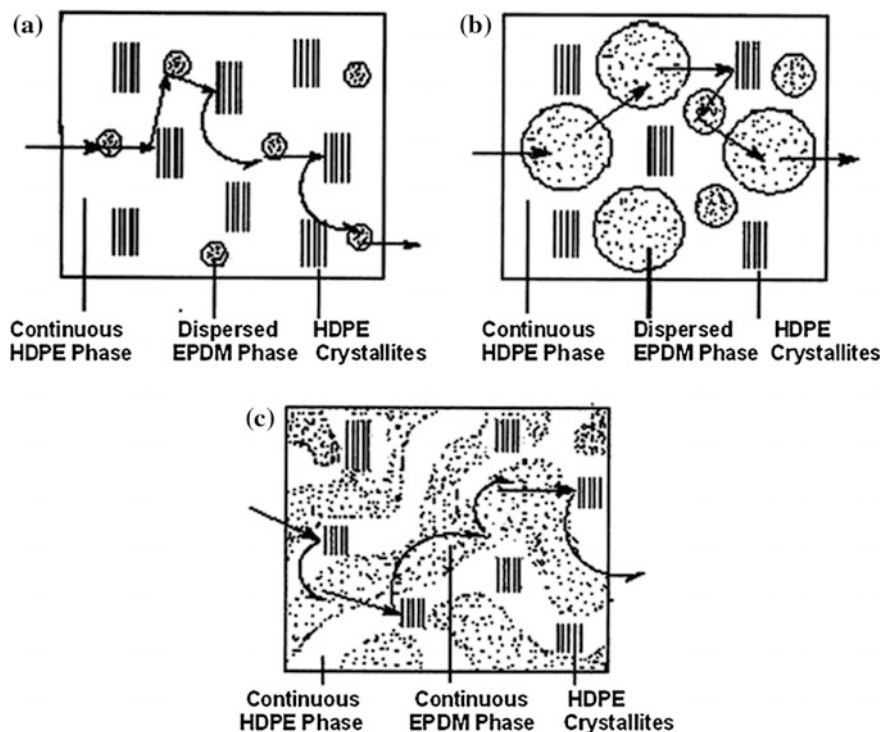 (a)
Continuous
HDPE Phase
Dispersed
EPDM Phase
HDPE
Crystallites
(b)
Continuous
HDPE Phase
Dispersed
EPDM Phase
HDPE
Crystallites
(c)
Continuous
HDPE Phase
Continuous
EPDM Phase
HDPE
Crystallites